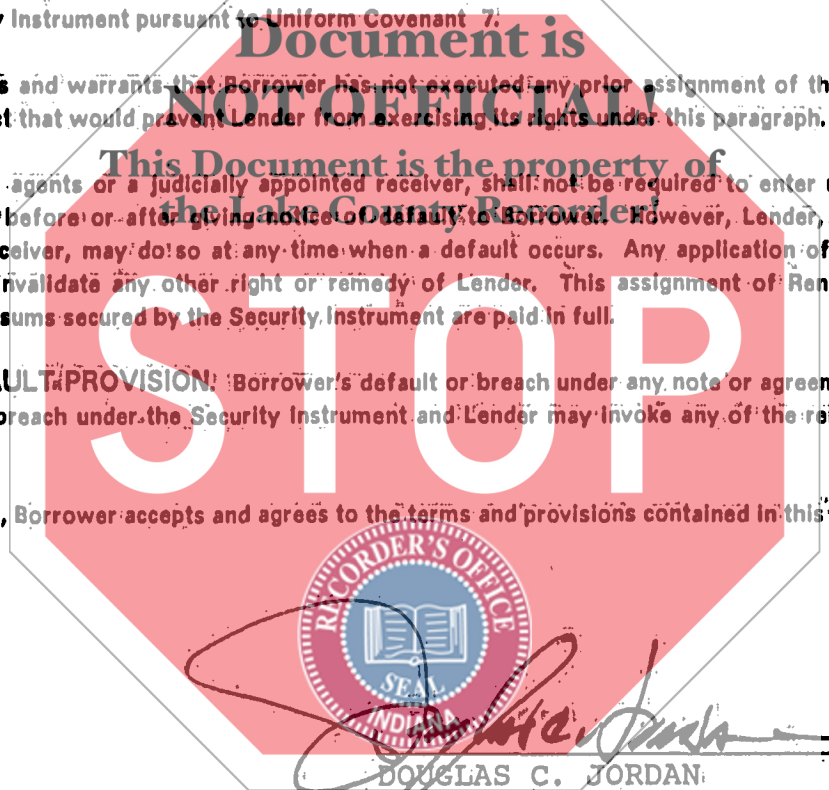 Instrument pursuant to Uniform Covenant 7.
Document is
s and warrants that Borrower has not executed any prior assignment of th
NOT OFFICIAL!
ct that would prevent Lender from exercising its rights under this paragraph.
This Document is the property of
agents or a judicially appointed receiver, shall not be required to enter
the Lake County Recorder!
before or after giving notice of default to Borrower. However, Lender,
ceiver, may do so at any time when a default occurs. Any application of
nvalidate any other right or remedy of Lender. This assignment of Ren
sums secured by the Security Instrument are paid in full.
STOP
ULT PROVISION. Borrower's default or breach under any note or agreem
breach under the Security Instrument and Lender may invoke any of the re
, Borrower accepts and agrees to the terms and provisions contained in this
RECORDER'S OFFICE
SEAL
INDIANA
DOUGLAS C. JORDAN